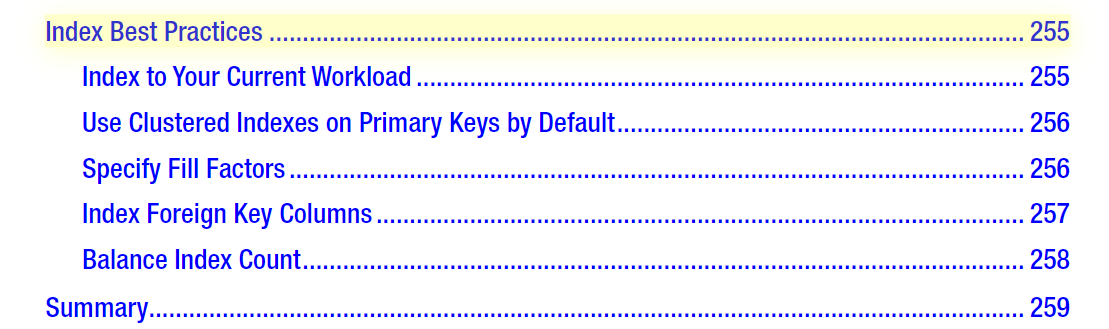 Index Best Practices ........................................................................................................................ 255
Index to Your Current Workload ................................................................................................ 255
Use Clustered Indexes on Primary Keys by Default................................................................ 256
Specify Fill Factors .................................................................................................................... 256
Index Foreign Key Columns ....................................................................................................... 257
Balance Index Count.................................................................................................................. 258
Summary........................................................................................................................................... 259